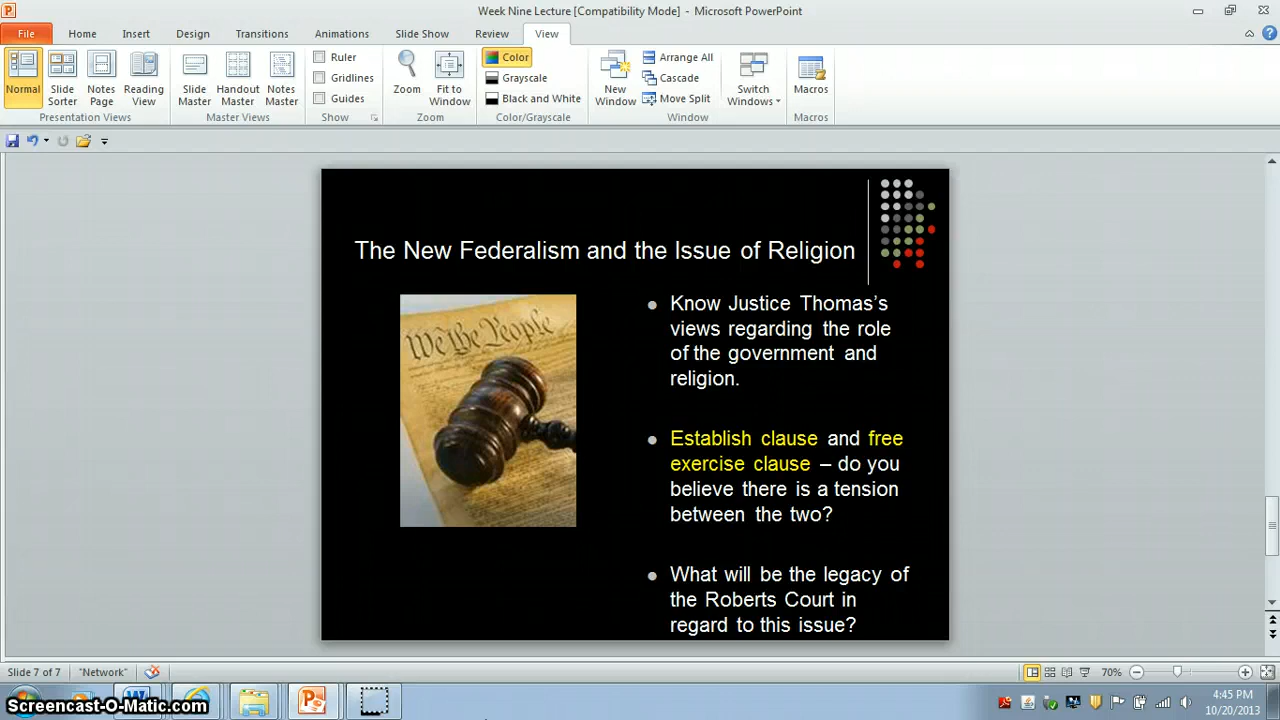 Week Nine Lecture [Compatibility Mode] - Microsoft PowerPoint
File Home Insert Design Transitions Animations Slide Show Review View
Ruler
Gridlines
Guides
Color
Grayscale
Black and White
Arrange All
Cascade
Move Split
Normal
Slide Sorter
Notes Page
Reading View
Slide Master
Handout Master
Notes Master
Zoom
Fit to Window
New Window
Switch Windows
Macros
Presentation Views Master Views Show Zoom Color/Grayscale Window Macros
The New Federalism and the Issue of Religion
We the People
Know Justice Thomas's
views regarding the role
of the government and
religion.
Establish clause and free
exercise clause – do you
believe there is a tension
between the two?
What will be the legacy of
the Roberts Court in
regard to this issue?
Slide 7 of 7 "Network" 70%
Screencast-O-Matic.com
4:45 PM
10/20/2013